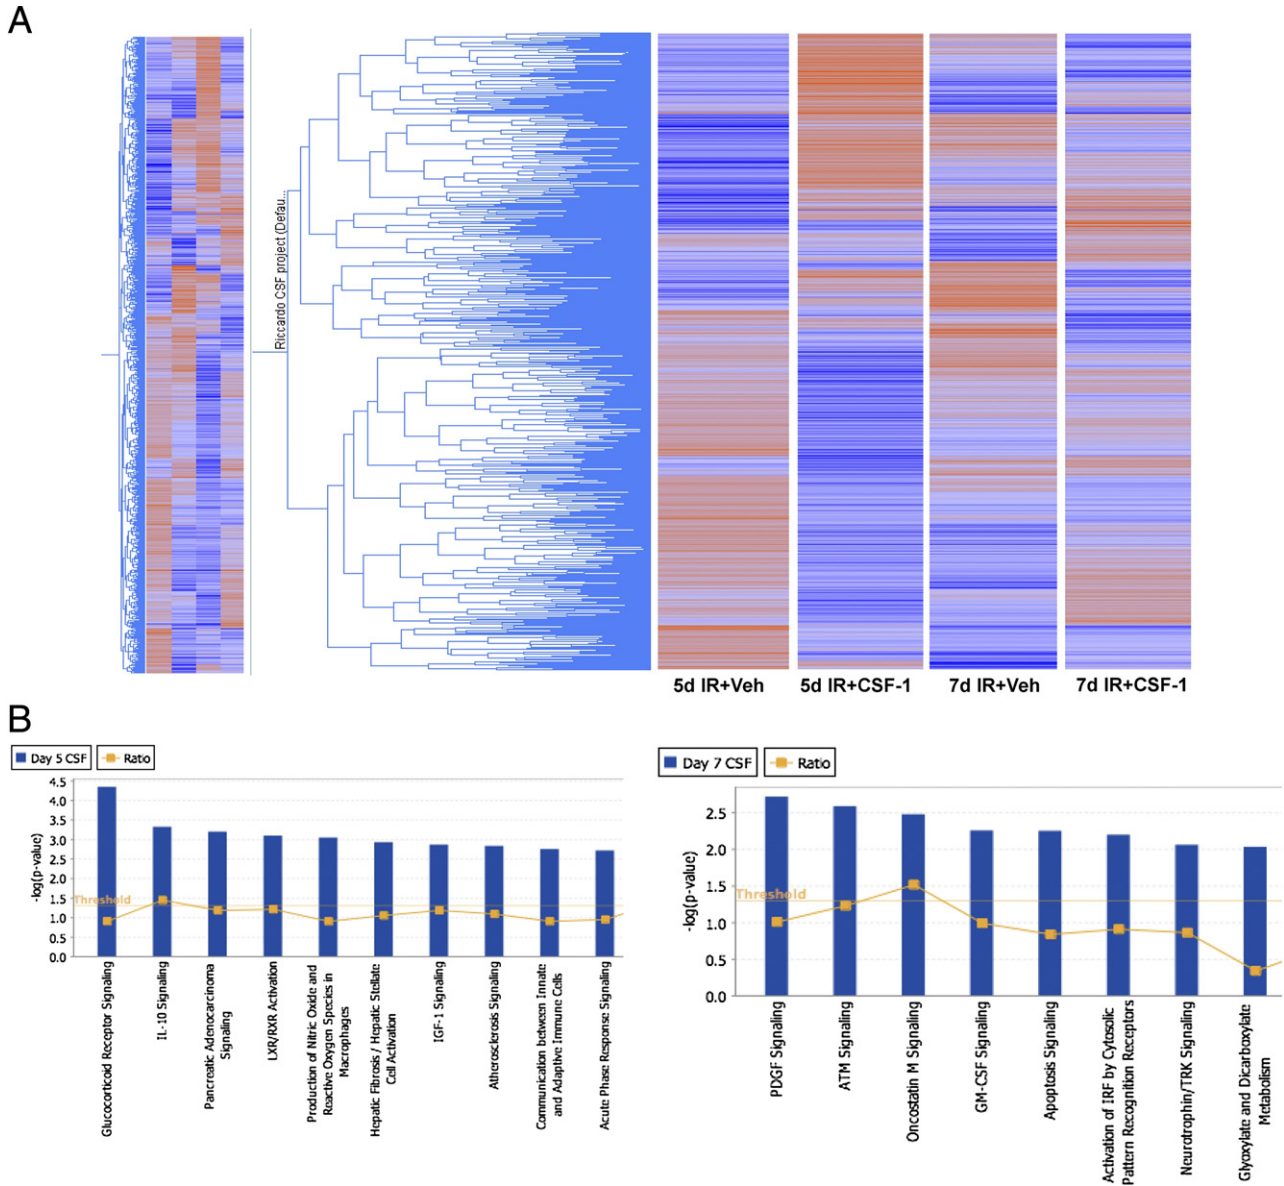 A
Riccardo CSF project (Defau...
5d IR+Veh
5d IR+CSF-1
7d IR+Veh
7d IR+CSF-1
B
Day 5 CSF
Ratio
-log(p-value)
4.5
4.0
3.5
3.0
2.5
2.0
1.5
1.0
0.5
0.0
Threshold
Glucocorticoid Receptor Signaling
IL-10 Signaling
Pancreatic Adenocarcinoma
Signaling
LXR/RXR Activation
Production of Nitric Oxide and
Reactive Oxygen Species in
Macrophages
Hepatic Fibrosis / Hepatic Stellate
Cell Activation
IGF-1 Signaling
Atherosclerosis Signaling
Communication between Innate
and Adaptive Immune Cells
Acute Phase Response Signaling
Day 7 CSF
Ratio
-log(p-value)
2.5
2.0
1.5
1.0
0.5
0.0
Threshold
PDGF Signaling
ATM Signaling
Oncostatin M Signaling
GM-CSF Signaling
Apoptosis Signaling
Activation of IRF by Cytosolic
Pattern Recognition Receptors
Neurotrophin/TRK Signaling
Glyoxylate and Dicarboxylate
Metabolism